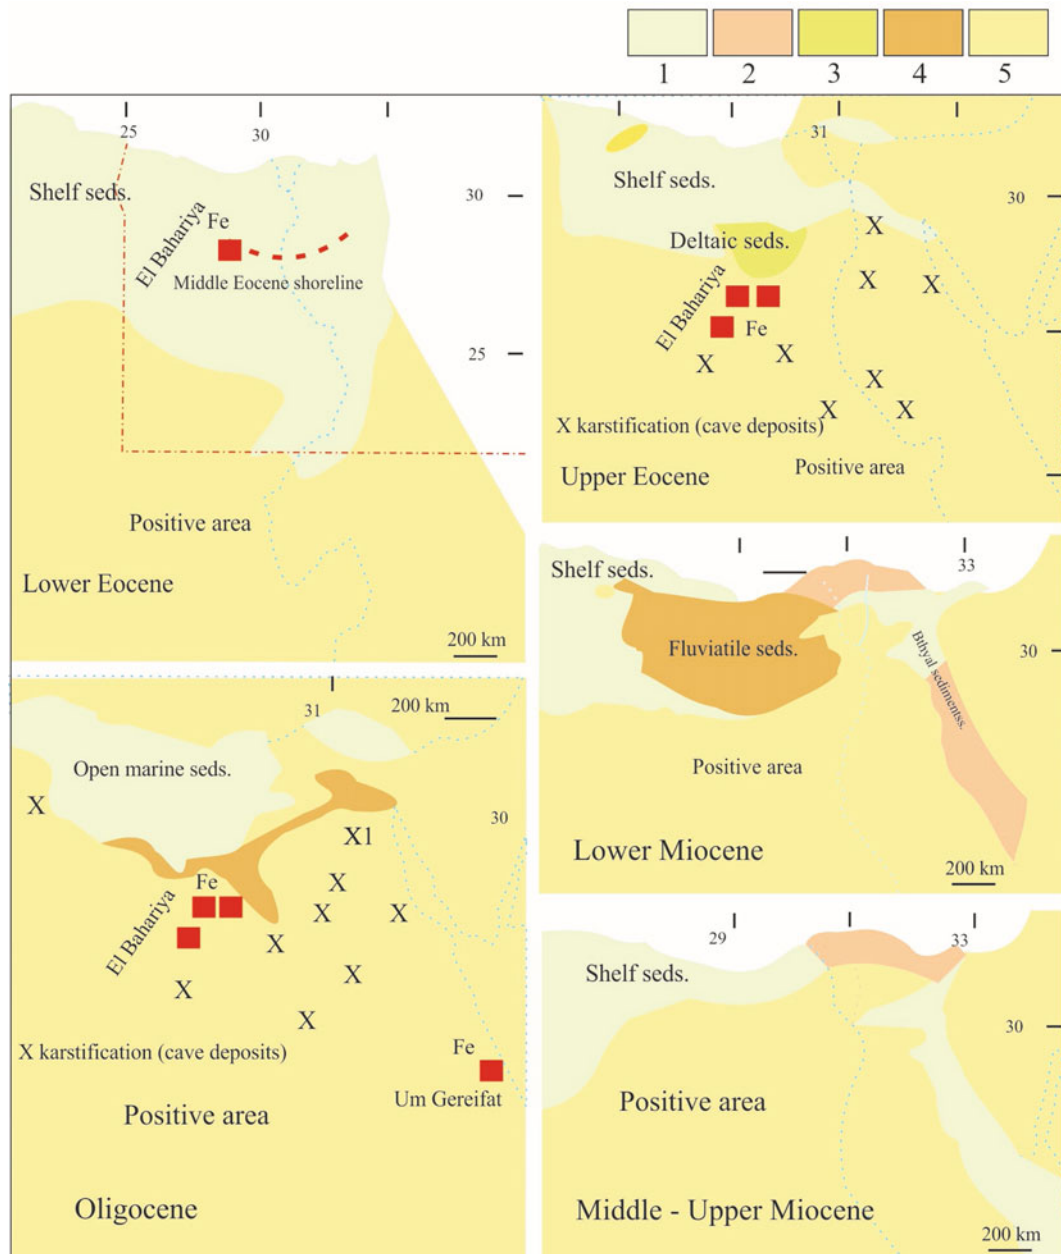 1 2 3 4 5
25
30
Shelf seds.
30
Fe
El Bahariya
Middle Eocene shoreline
25
Positive area
Lower Eocene
200 km
31
Shelf seds.
30
Deltaic seds.
El Bahariya
Fe
X
X
X
X
X
X
X
X
X karstification (cave deposits)
Positive area
Upper Eocene
Shelf seds.
33
Fluviatile seds.
30
Bthyal sedimentss.
Positive area
Lower Miocene
200 km
31
200 km
Open marine seds.
X
30
X1
Fe
X
El Bahariya
X
X
X
X
X
X
X karstification (cave deposits)
Fe
Um Gereifat
Positive area
Oligocene
29
33
Shelf seds.
30
Positive area
Middle - Upper Miocene
200 km